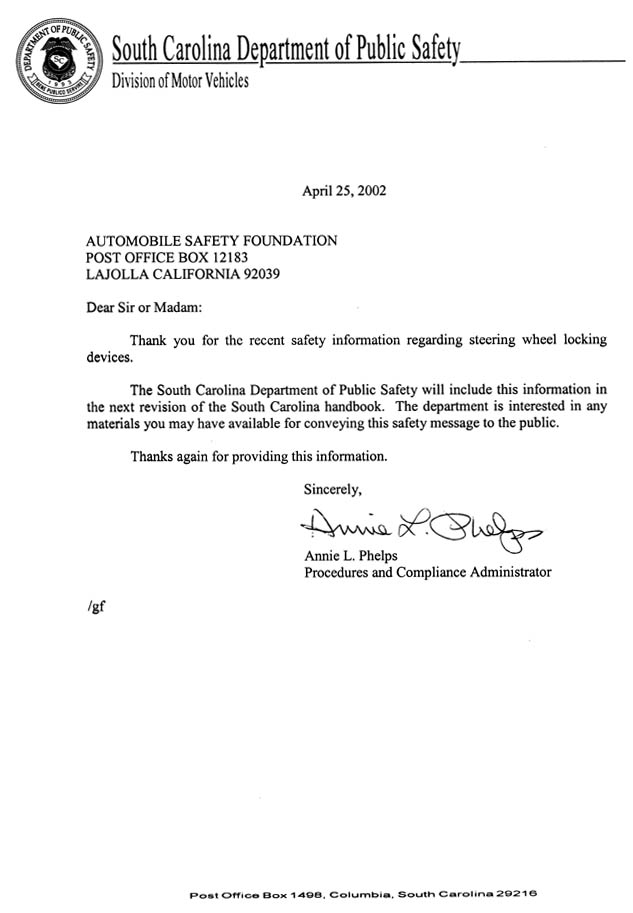 DEPARTMENT OF PUBLIC SAFETY
SC
1993
South Carolina Department of Public Safety
Division of Motor Vehicles
April 25, 2002
AUTOMOBILE SAFETY FOUNDATION
POST OFFICE BOX 12183
LAJOLLA CALIFORNIA 92039
Dear Sir or Madam:
Thank you for the recent safety information regarding steering wheel locking
devices.
The South Carolina Department of Public Safety will include this information in
the next revision of the South Carolina handbook. The department is interested in any
materials you may have available for conveying this safety message to the public.
Thanks again for providing this information.
Sincerely,
Annie L. Phelps
Annie L. Phelps
Procedures and Compliance Administrator
/gf
Post Office Box 1498, Columbia, South Carolina 29216